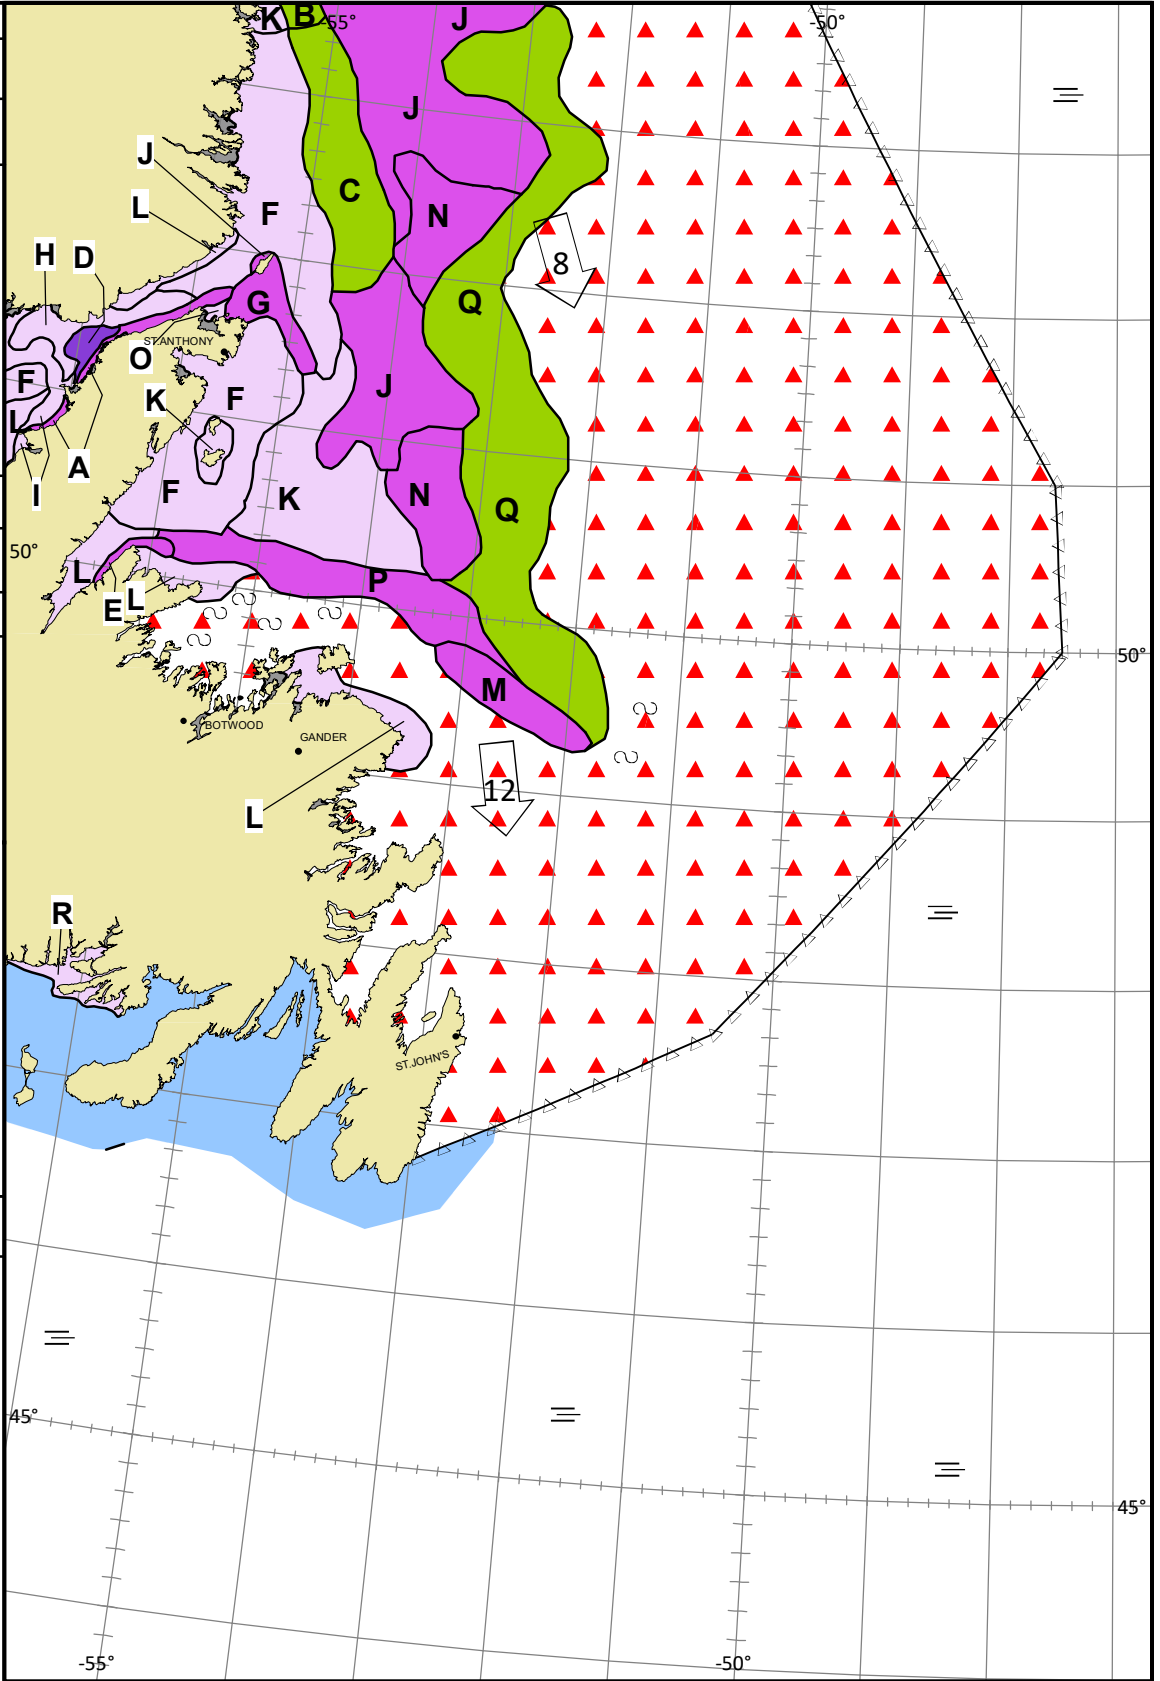 K B -55° J -50°
J
J
C
L F N
H D
8
G Q
ST.ANTHONY
O
F J
K F
L
A
I F K N Q
50°
L P
E L
50°
M
BOTWOOD
GANDER
12
L
R
ST.JOHN'S
45°
45°
-55° -50°